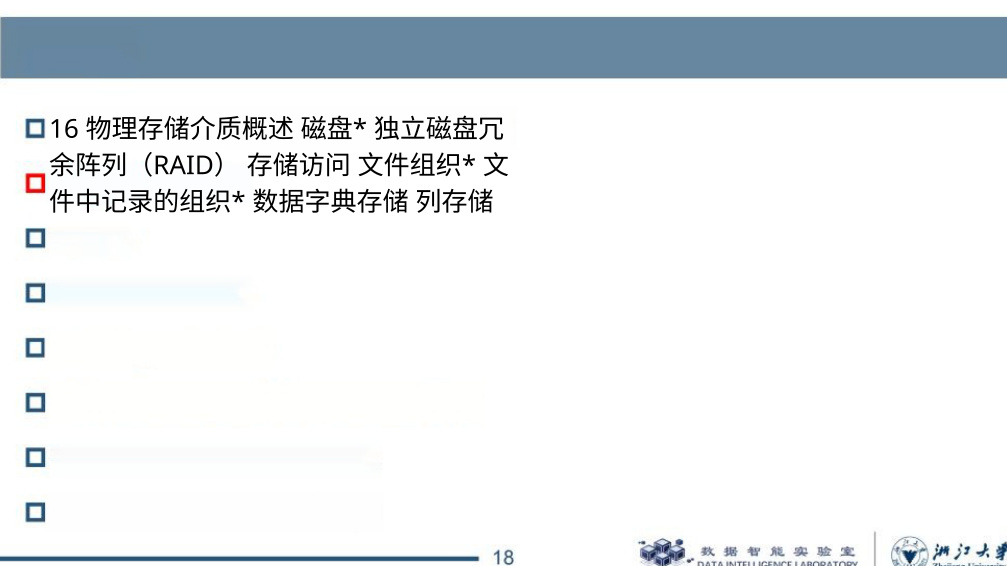 16 物理存储介质概述 磁盘* 独立磁盘冗
余阵列（RAID） 存储访问 文件组织* 文
件中记录的组织* 数据字典存储 列存储
18
数据智能实验室
DATA INTELLIGENCE LABORATORY
浙江大学
Zhejiang University